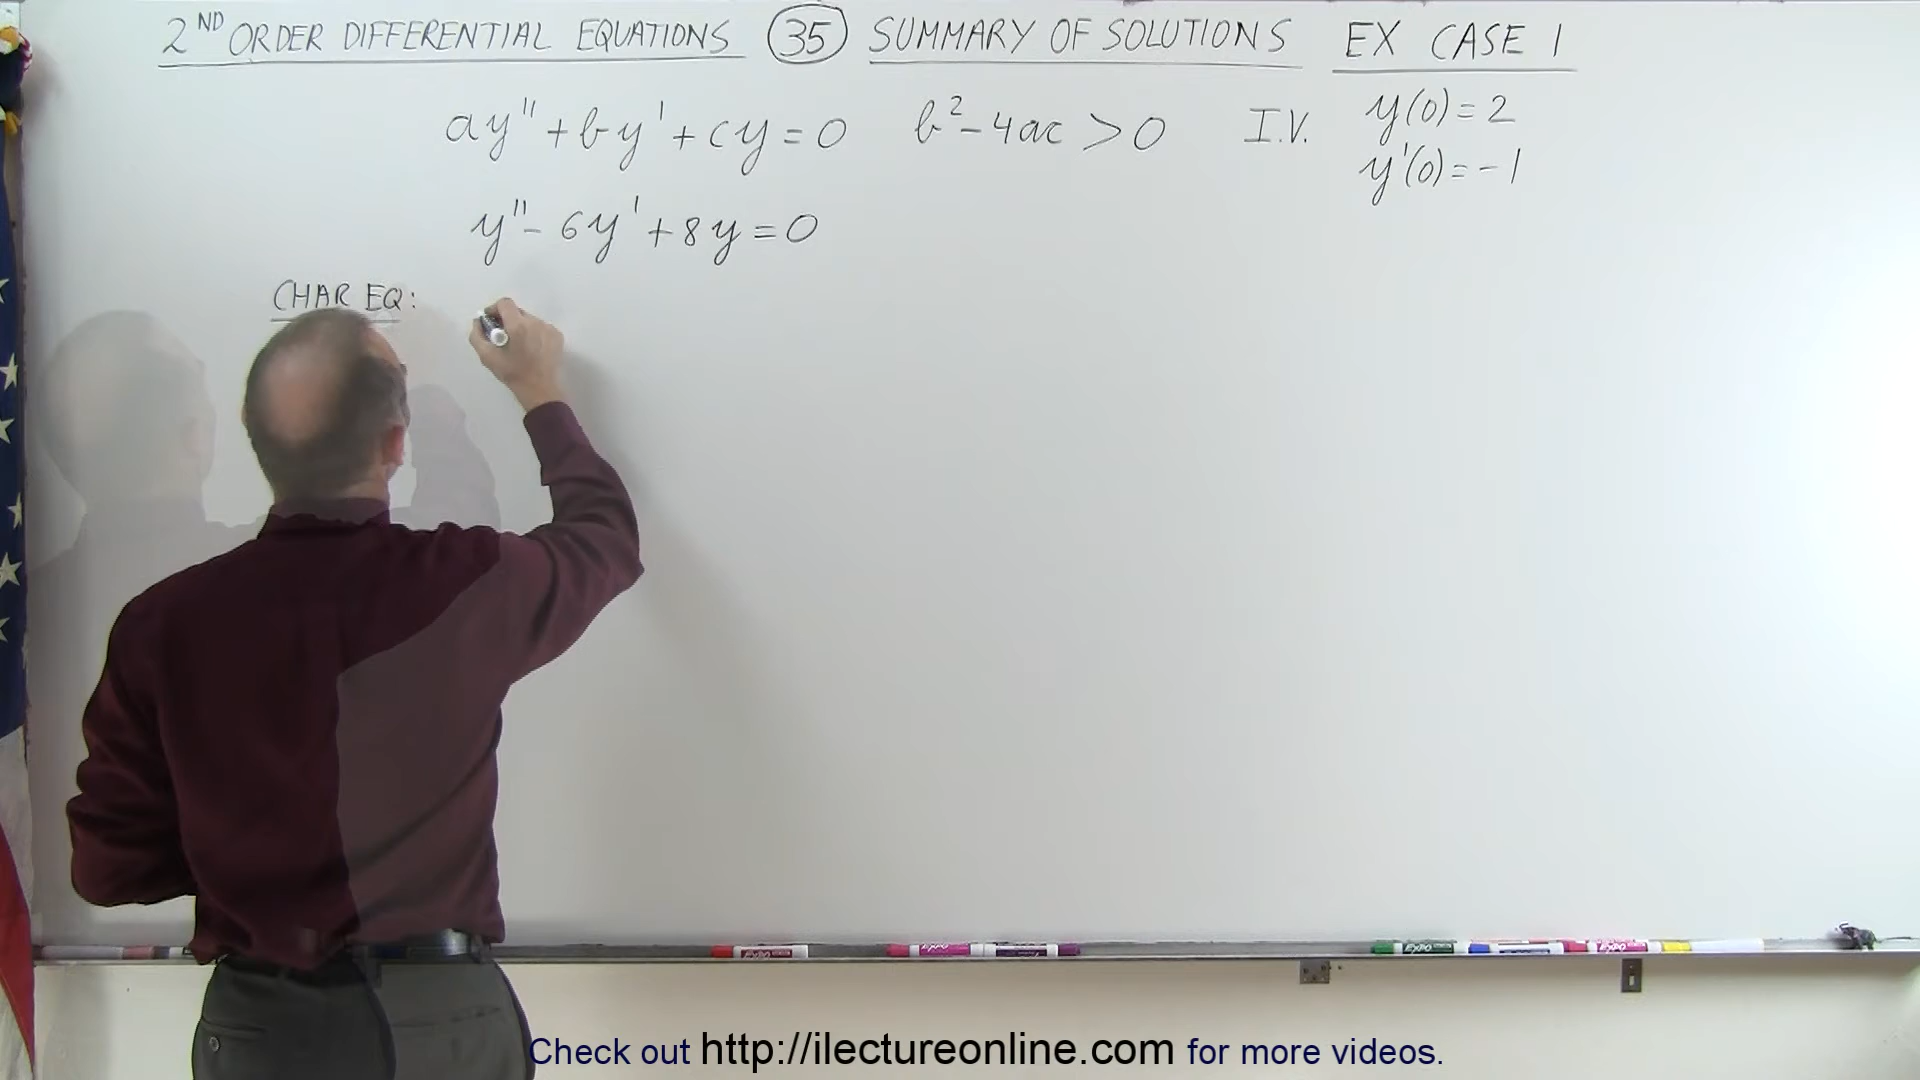 2ND ORDER DIFFERENTIAL EQUATIONS 35 SUMMARY OF SOLUTIONS EX CASE 1
ay" + by' + cy = 0 b² - 4ac > 0 I.V. y(0) = 2
y'(0) = -1
y" - 6y' + 8y = 0
CHAR EQ:
Check out http://ilectureonline.com for more videos.